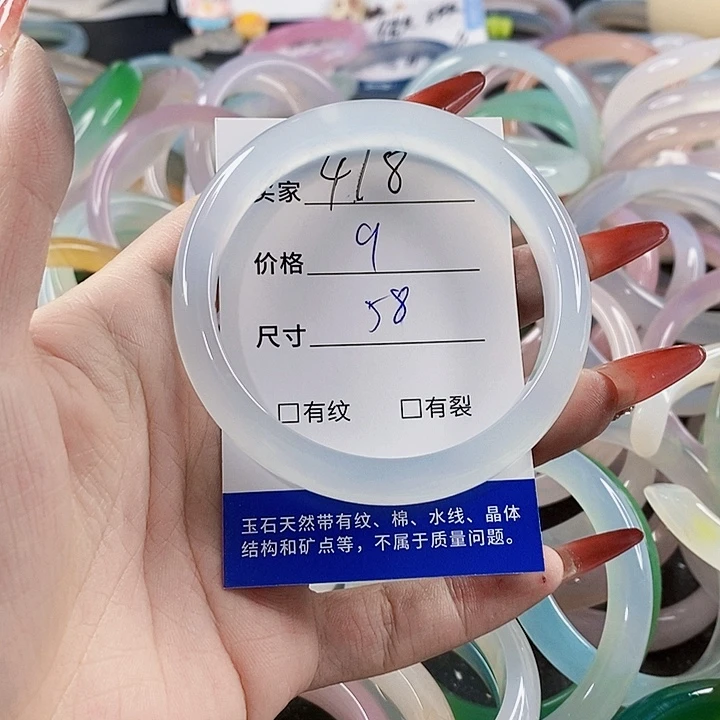 卖家 418
价格 9
尺寸 58
□有纹 □有裂
玉石天然带有纹、棉、水线、晶体
结构和矿点等，不属于质量问题。